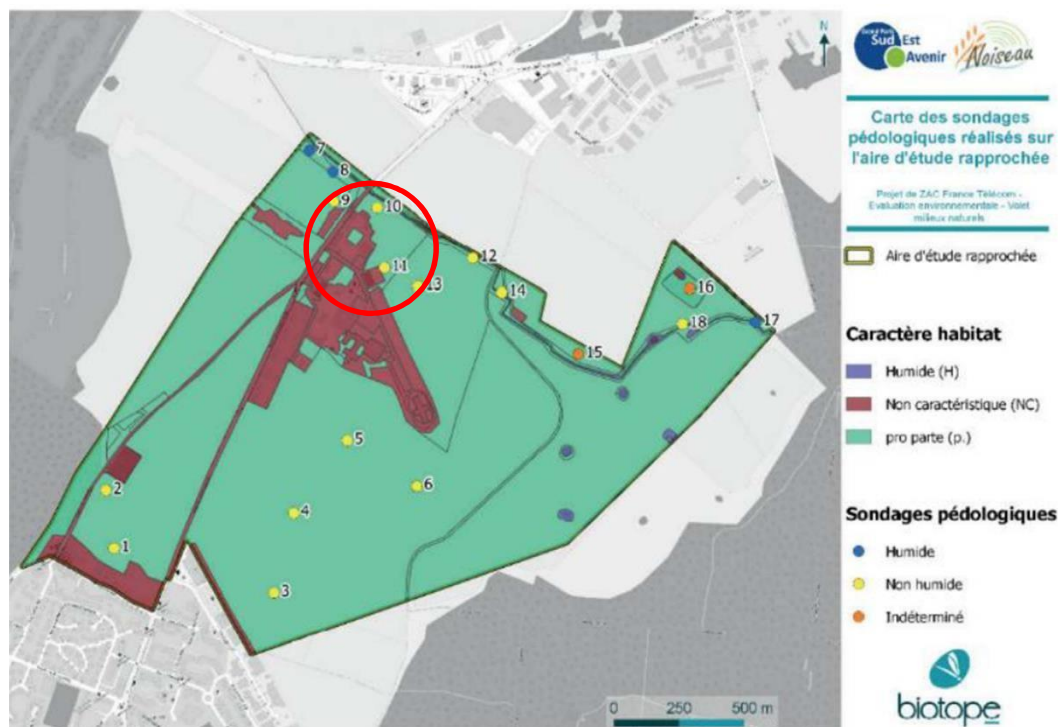 N
GRAND PARIS
Sud Est
Avenir
Noiseau
Carte des sondages
pédologiques réalisés sur
l'aire d'étude rapprochée
Projet de ZAC France Télécom -
Evaluation environnementale - Volet
milieux naturels
Aire d'étude rapprochée
Caractère habitat
Humide (H)
Non caractéristique (NC)
pro parte (p.)
Sondages pédologiques
Humide
Non humide
Indéterminé
biotope
7
8
9
10
11
12
13
14
15
16
17
18
5
6
4
2
1
3
0 250 500 m